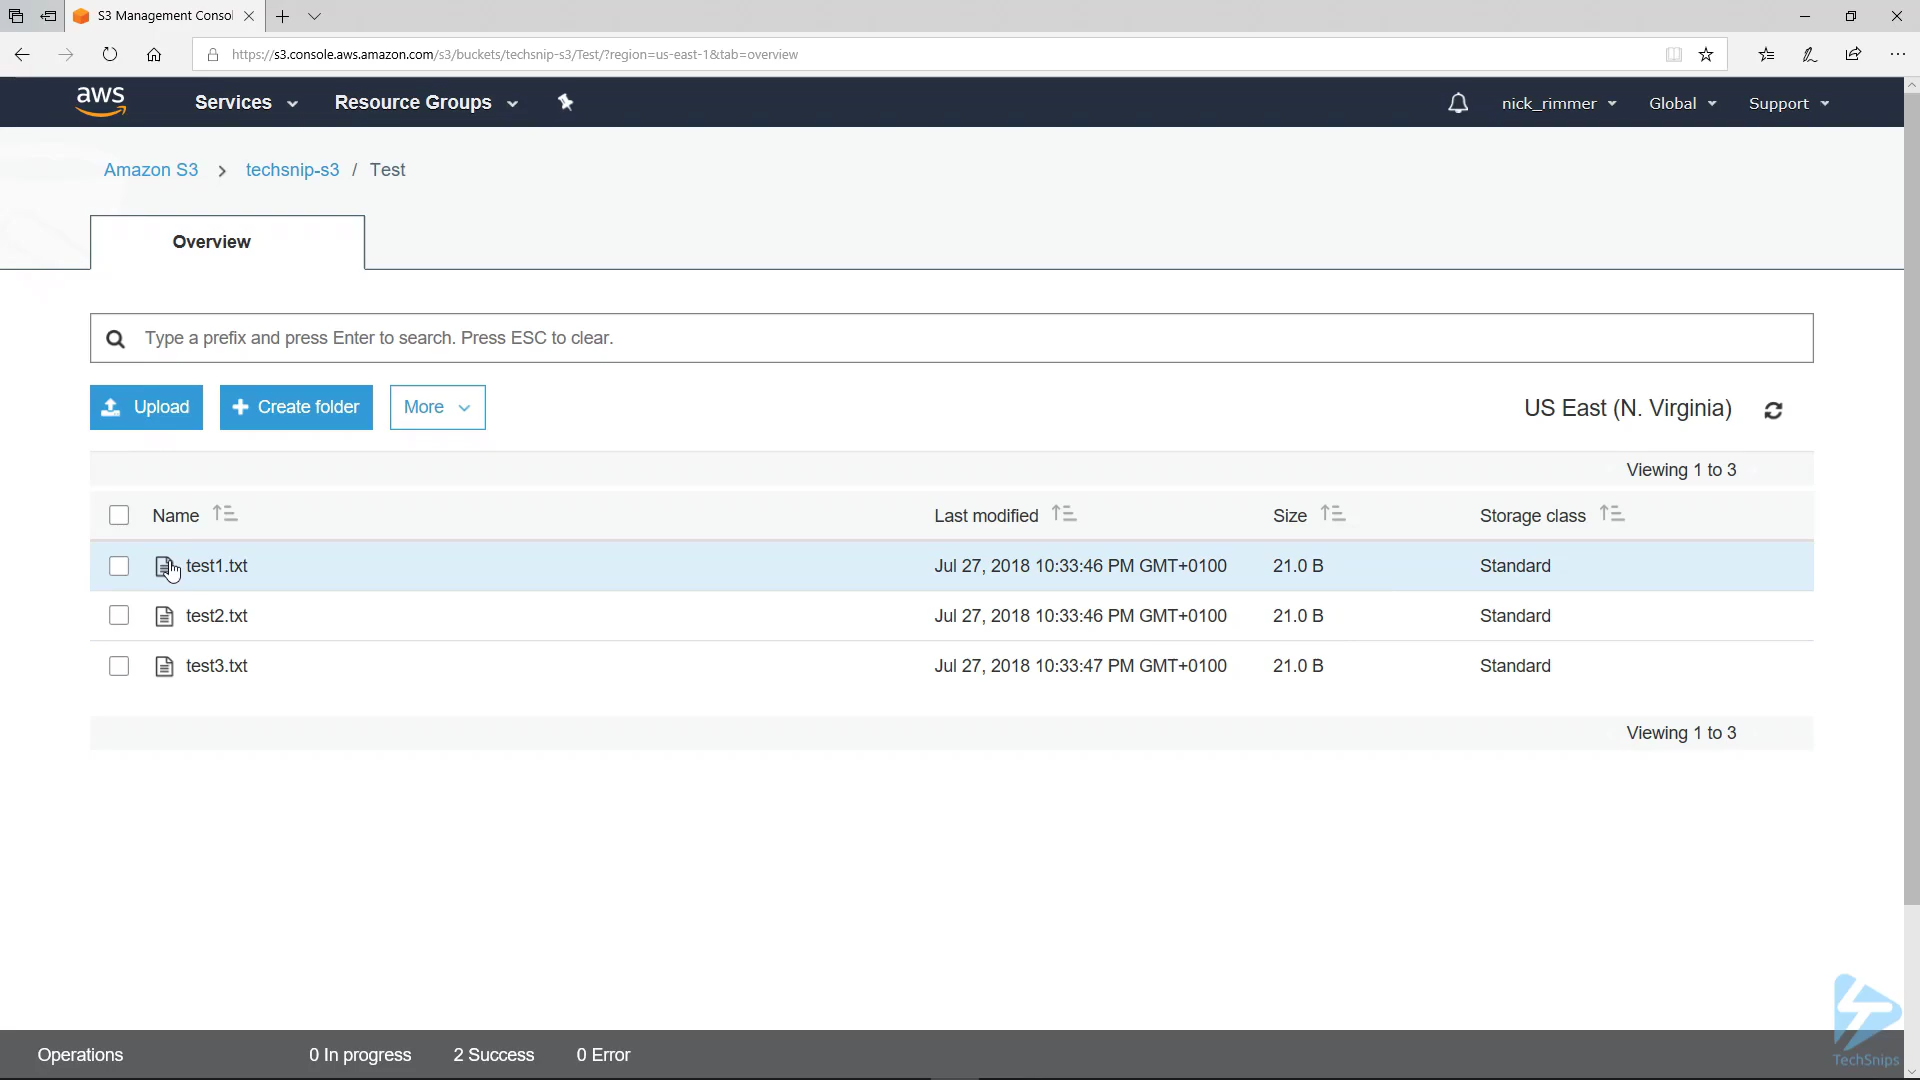 S3 Management Consol
https://s3.console.aws.amazon.com/s3/buckets/techsnip-s3/Test/?region=us-east-1&tab=overview
aws Services Resource Groups nick_rimmer Global Support
Amazon S3 > techsnip-s3 / Test
Overview
Type a prefix and press Enter to search. Press ESC to clear.
Upload + Create folder More US East (N. Virginia)
Viewing 1 to 3
Name Last modified Size Storage class
test1.txt Jul 27, 2018 10:33:46 PM GMT+0100 21.0 B Standard
test2.txt Jul 27, 2018 10:33:46 PM GMT+0100 21.0 B Standard
test3.txt Jul 27, 2018 10:33:47 PM GMT+0100 21.0 B Standard
Viewing 1 to 3
Operations 0 In progress 2 Success 0 Error
TechSnips